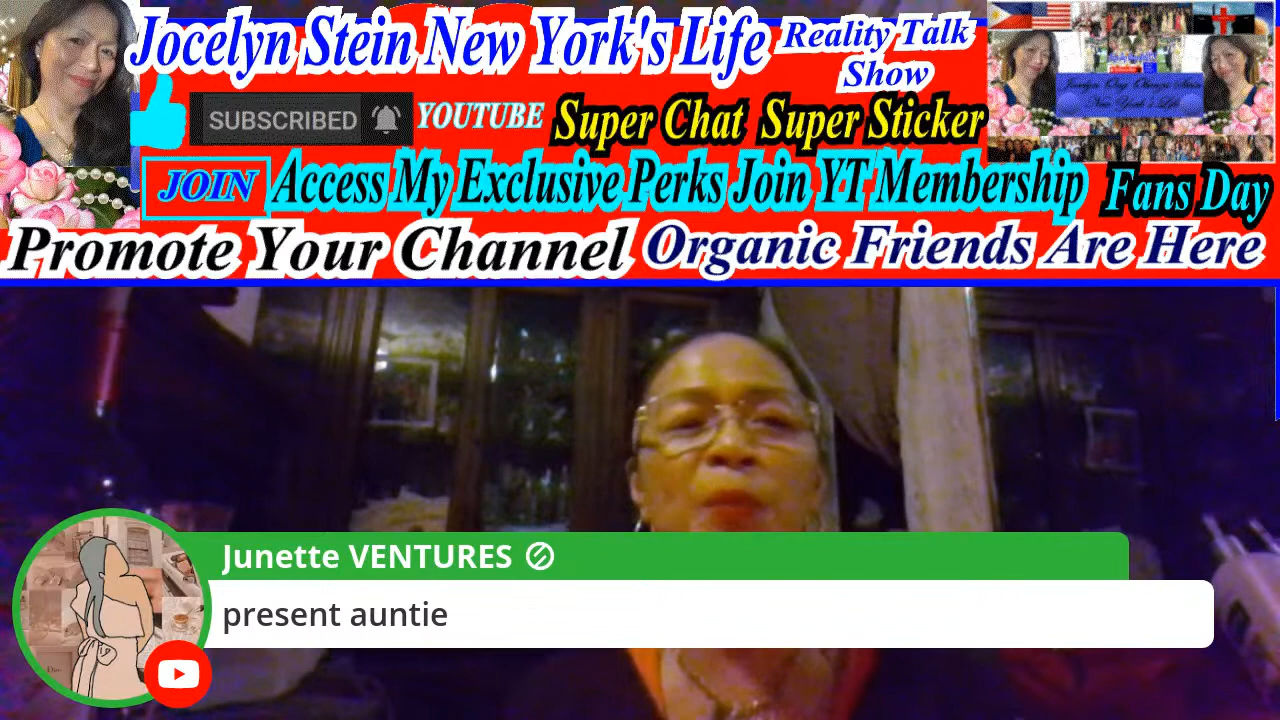 Jocelyn Stein New York's Life
Reality Talk
Show
SUBSCRIBED
YOUTUBE
Super Chat Super Sticker
JOIN
Access My Exclusive Perks Join YT Membership
Fans Day
Promote Your Channel
Organic Friends Are Here
Junette VENTURES
present auntie